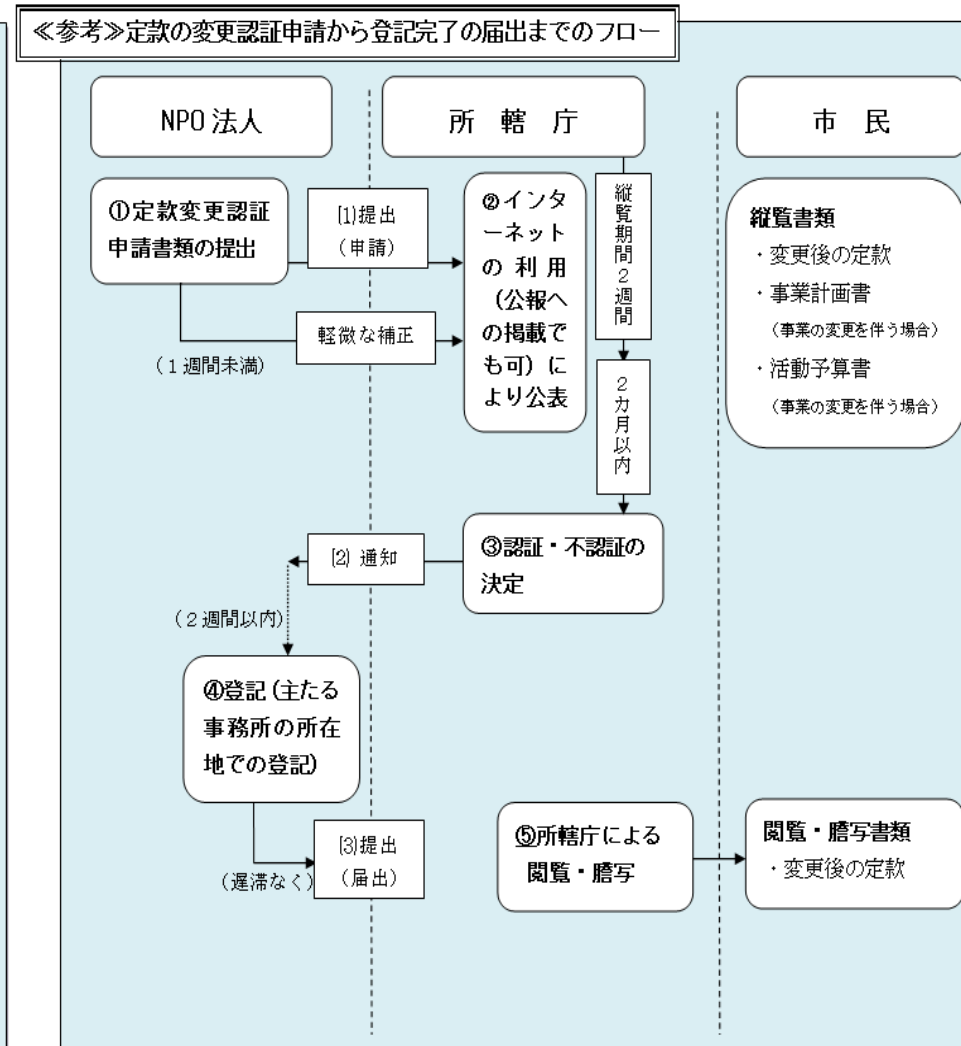 ≪参考≫定款の変更認証申請から登記完了の届出までのフロー
NPO 法人
所 轄 庁
市 民
①定款変更認証
申請書類の提出
(1)提出
(申請)
軽微な補正
(1週間未満)
②インタ
ーネット
の 利 用
(公報へ
の掲載で
も可)に
より公表
縦覧期間2週間
2カ月以内
縦覧書類
・変更後の定款
・事業計画書
(事業の変更を伴う場合)
・活動予算書
(事業の変更を伴う場合)
③認証・不認証の
決定
(2) 通知
(2週間以内)
④登記(主たる
事務所の所在
地での登記)
(3)提出
(届出)
(遅滞なく)
⑤所轄庁による
閲覧・謄写
閲覧・謄写書類
・変更後の定款